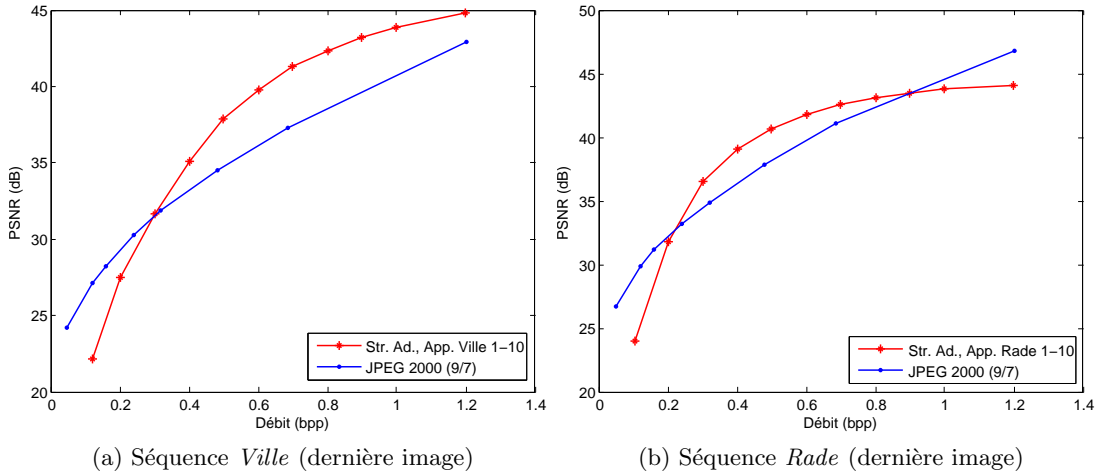 45
40
35
30
25
20
PSNR (dB)
0 0.2 0.4 0.6 0.8 1 1.2 1.4
Débit (bpp)
Str. Ad., App. Ville 1−10
JPEG 2000 (9/7)
(a) Séquence Ville (dernière image)
50
45
40
35
30
25
20
PSNR (dB)
0 0.2 0.4 0.6 0.8 1 1.2 1.4
Débit (bpp)
Str. Ad., App. Rade 1−10
JPEG 2000 (9/7)
(b) Séquence Rade (dernière image)